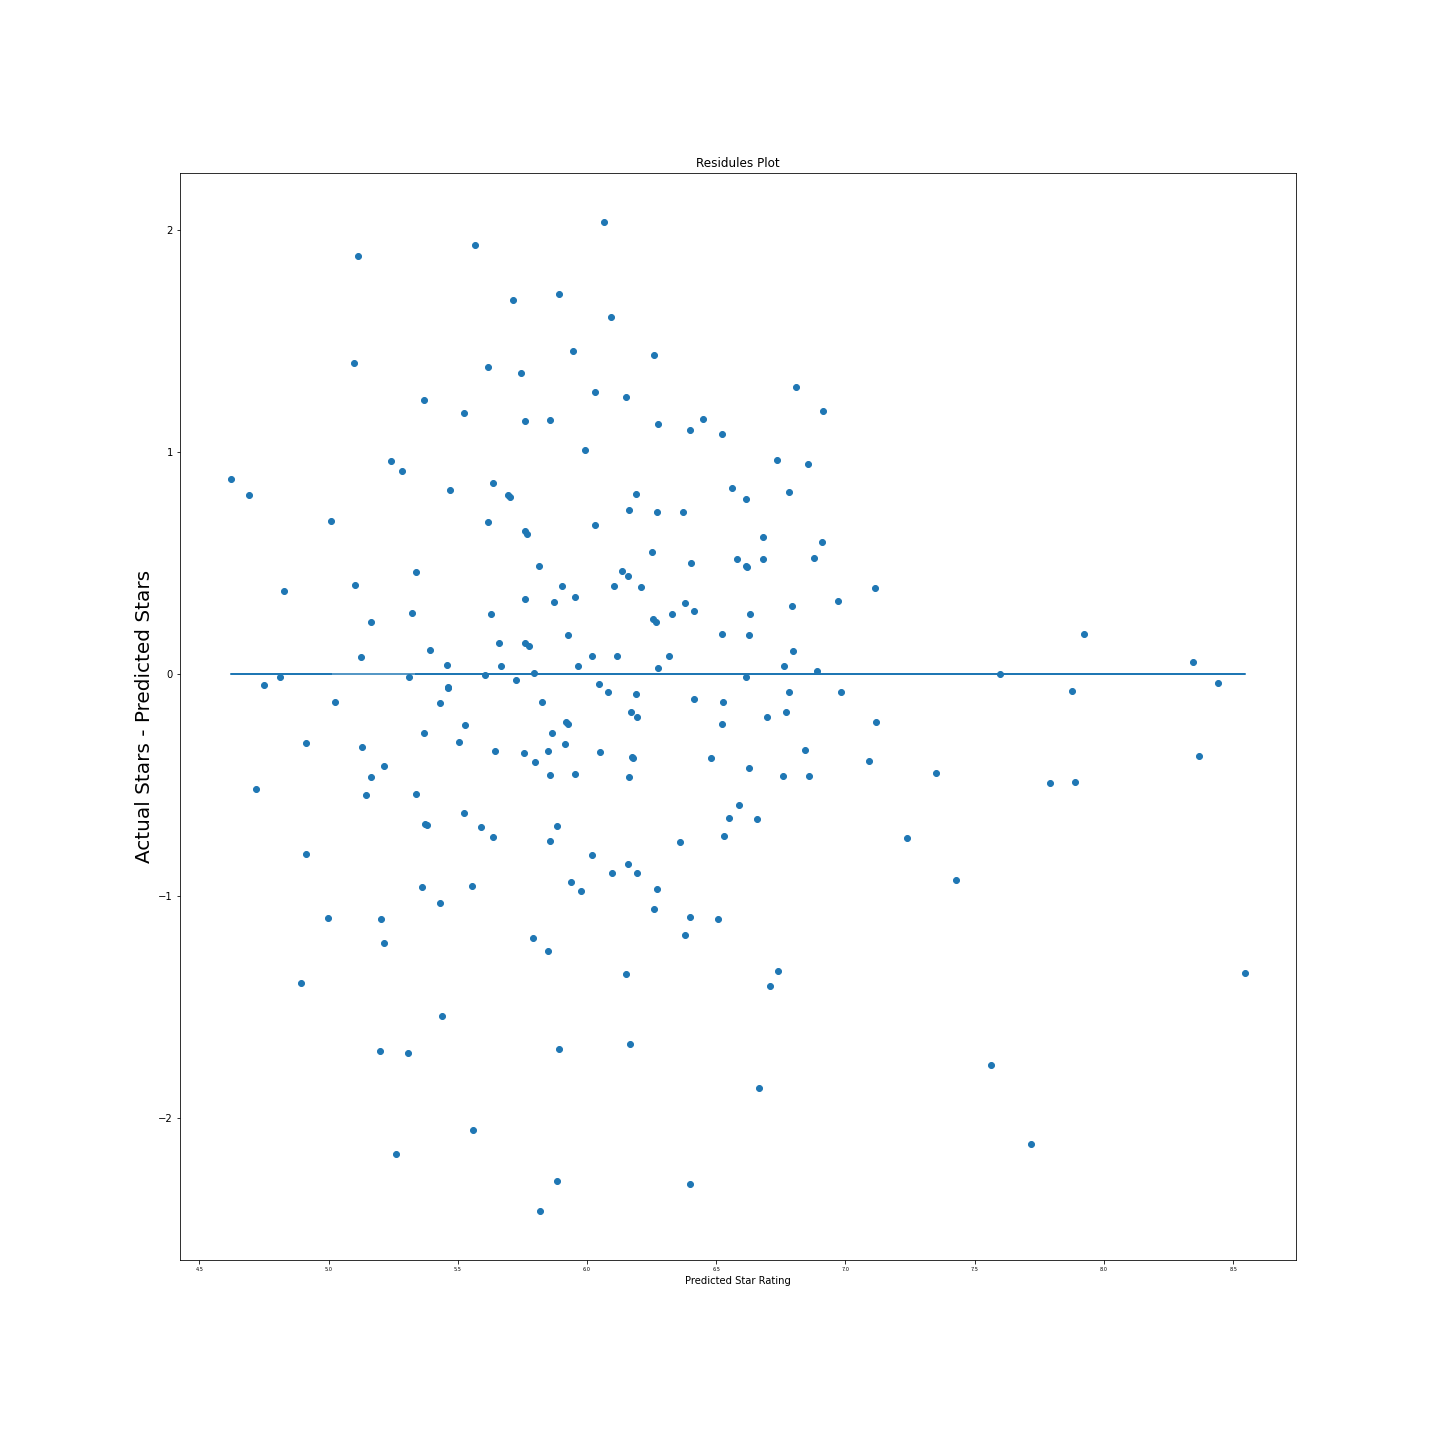 Residules Plot
Actual Stars - Predicted Stars
2
1
0
−1
−2
4.5 5.0 5.5 6.0 6.5 7.0 7.5 8.0 8.5
Predicted Star Rating